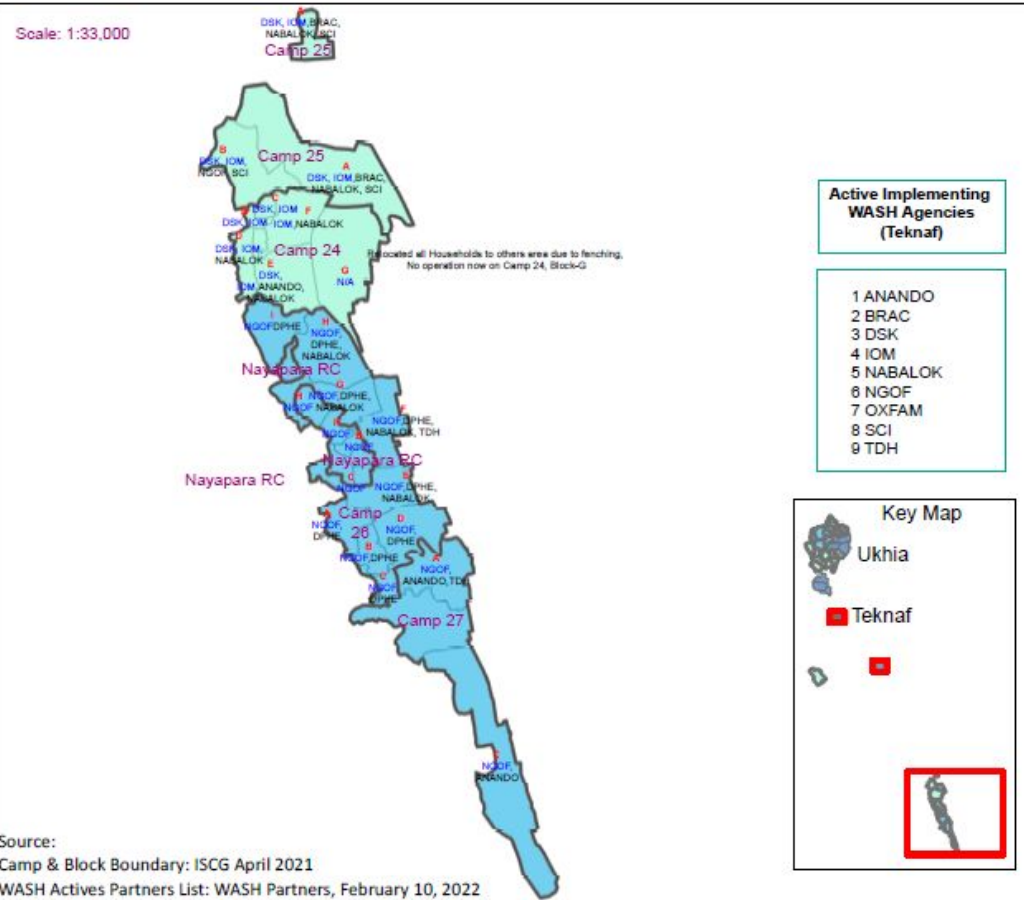 Scale: 1:33,000
A
DSK, IOM,BRAC,
NABALOK, SCI
Camp 25
B
DSK, IOM,
NGOF, SCI
Camp 25
A
DSK, IOM,BRAC,
NABALOK, SCI
C
DSK, IOM
DSK, IOM
F
IOM,NABALOK
D
DSK, IOM,
NABALOK
Camp 24
E
DSK,
IOM,ANANDO,
NABALOK
G
N/A
Relocated all Households to others area due to fenching,
No operation now on Camp 24, Block-G
I
NGOF,DPHE
H
NGOF,
DPHE,
NABALOK
Nayapara RC
G
NGOF,DPHE,
NABALOK
H
NGOF
F
NGOF,DPHE,
NABALOK, TDH
NGOF
B
NGOF
Nayapara RC
Nayapara RC
C
NGOF
E
NGOF,DPHE,
NABALOK
A
NGOF,
DPHE
Camp
26
D
NGOF,
DPHE
B
NGOF,DPHE
C
NGOF,
DPHE
A
NGOF,
ANANDO,TDH
Camp 27
C
NGOF,
ANANDO
Source:
Camp & Block Boundary: ISCG April 2021
WASH Actives Partners List: WASH Partners, February 10, 2022
Active Implementing
WASH Agencies
(Teknaf)
1 ANANDO
2 BRAC
3 DSK
4 IOM
5 NABALOK
6 NGOF
7 OXFAM
8 SCI
9 TDH
Key Map
Ukhia
Teknaf